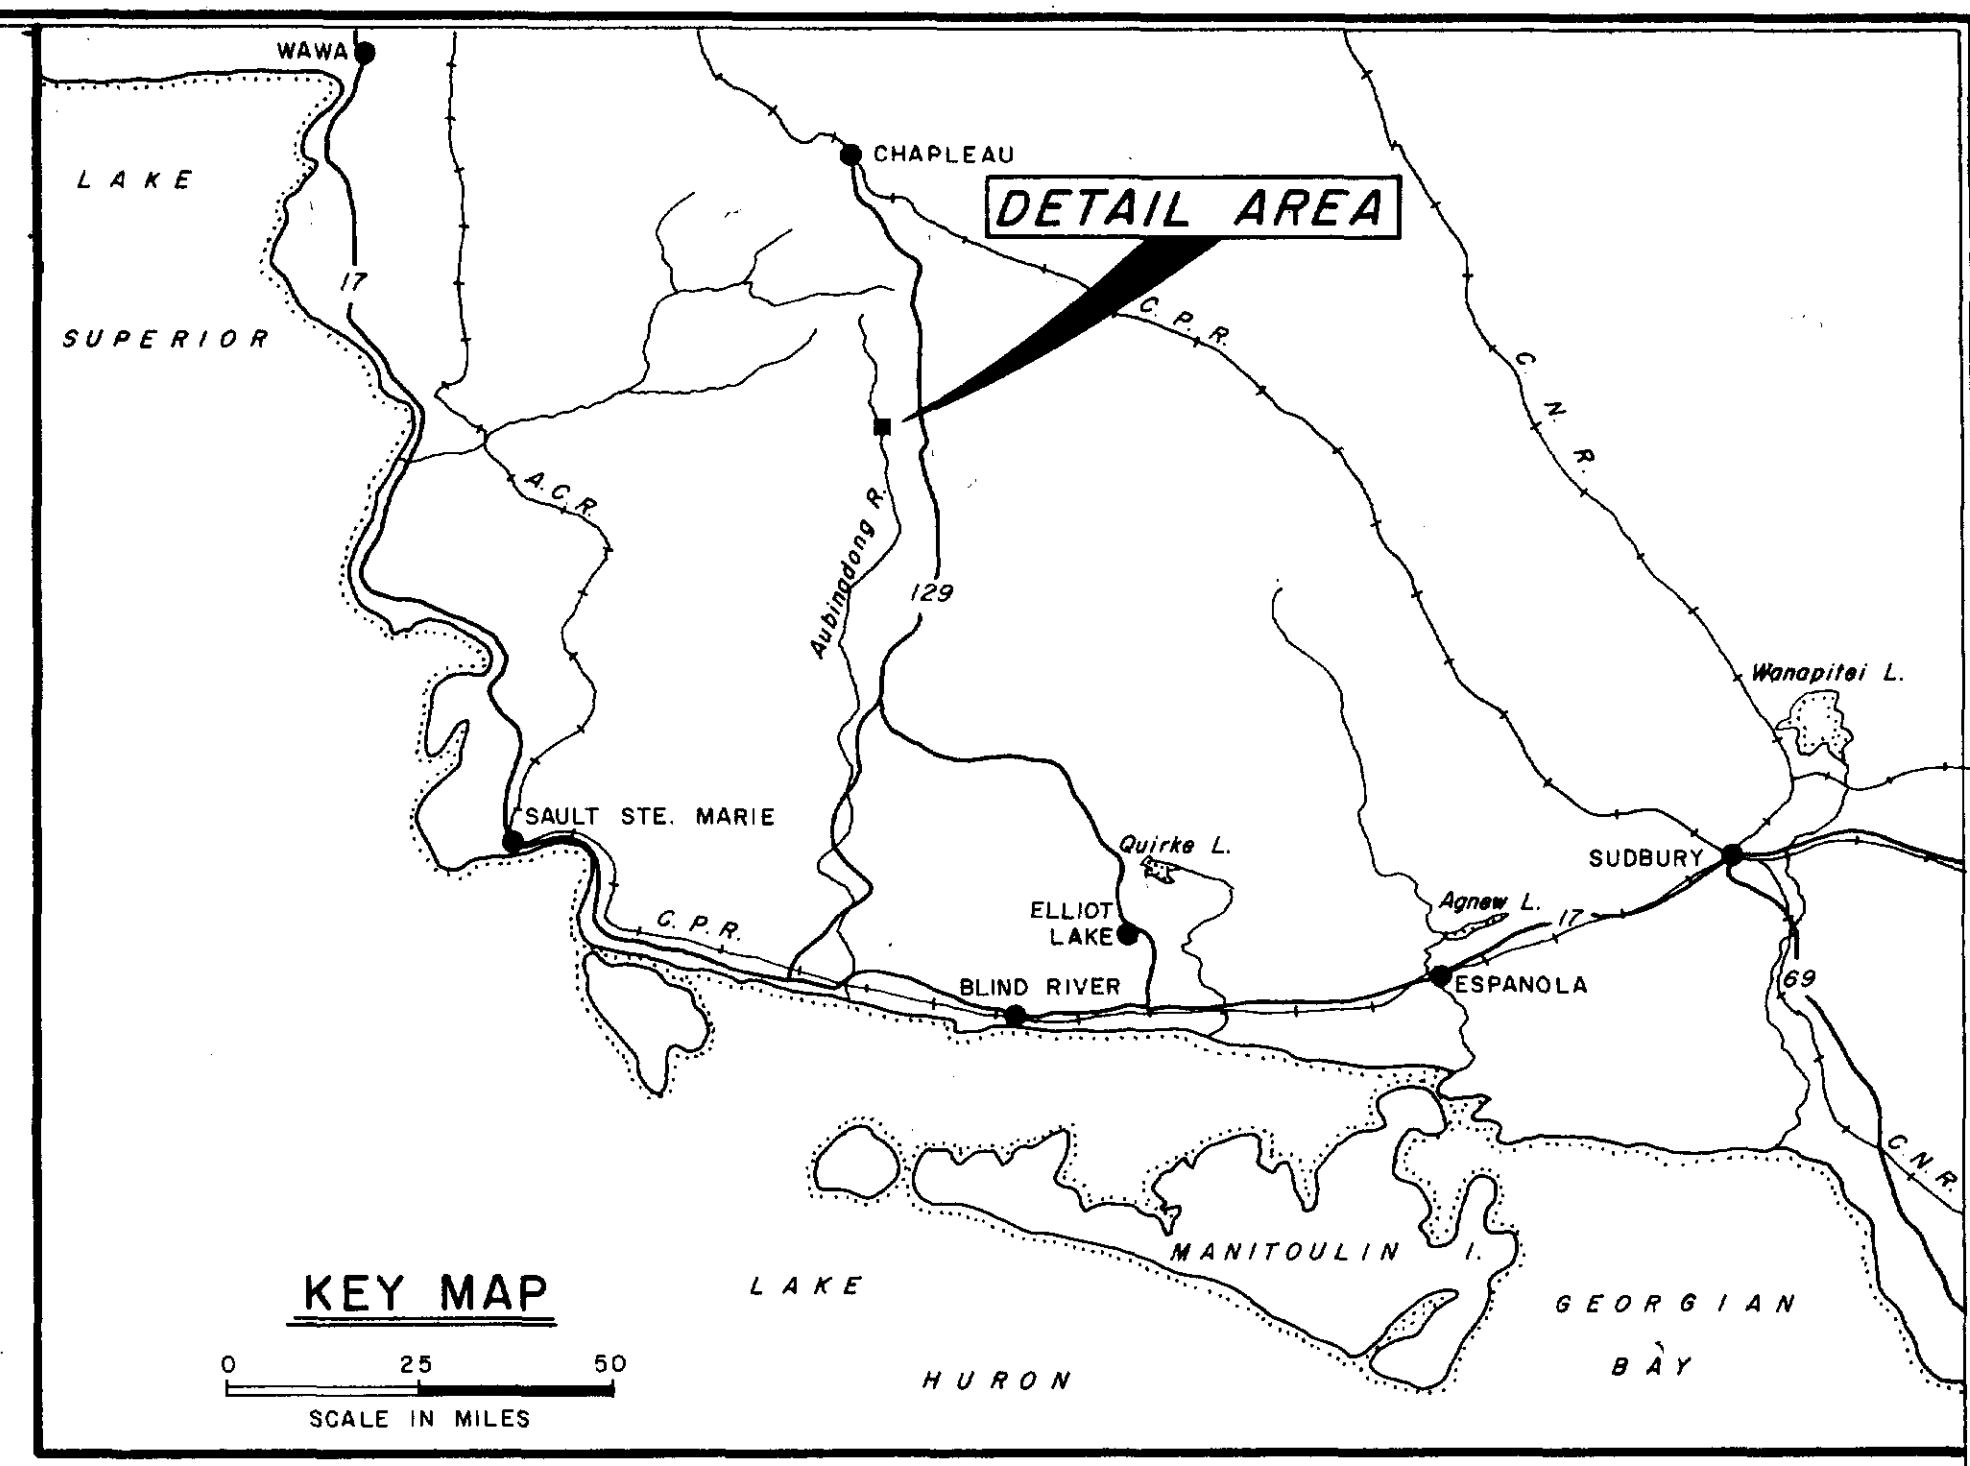 WAWA
CHAPLEAU
LAKE
DETAIL AREA
17
C. P. R.
SUPERIOR
C. N. R.
A. C. R.
Aubinadong R.
129
Wanapitei L.
SAULT STE. MARIE
Quirke L.
SUDBURY
ELLIOT
LAKE
Agnew L.
17
C. P. R.
BLIND RIVER
ESPANOLA
69
C. N. R.
MANITOULIN I.
KEY MAP
LAKE
GEORGIAN
BAY
HURON
0 25 50
SCALE IN MILES